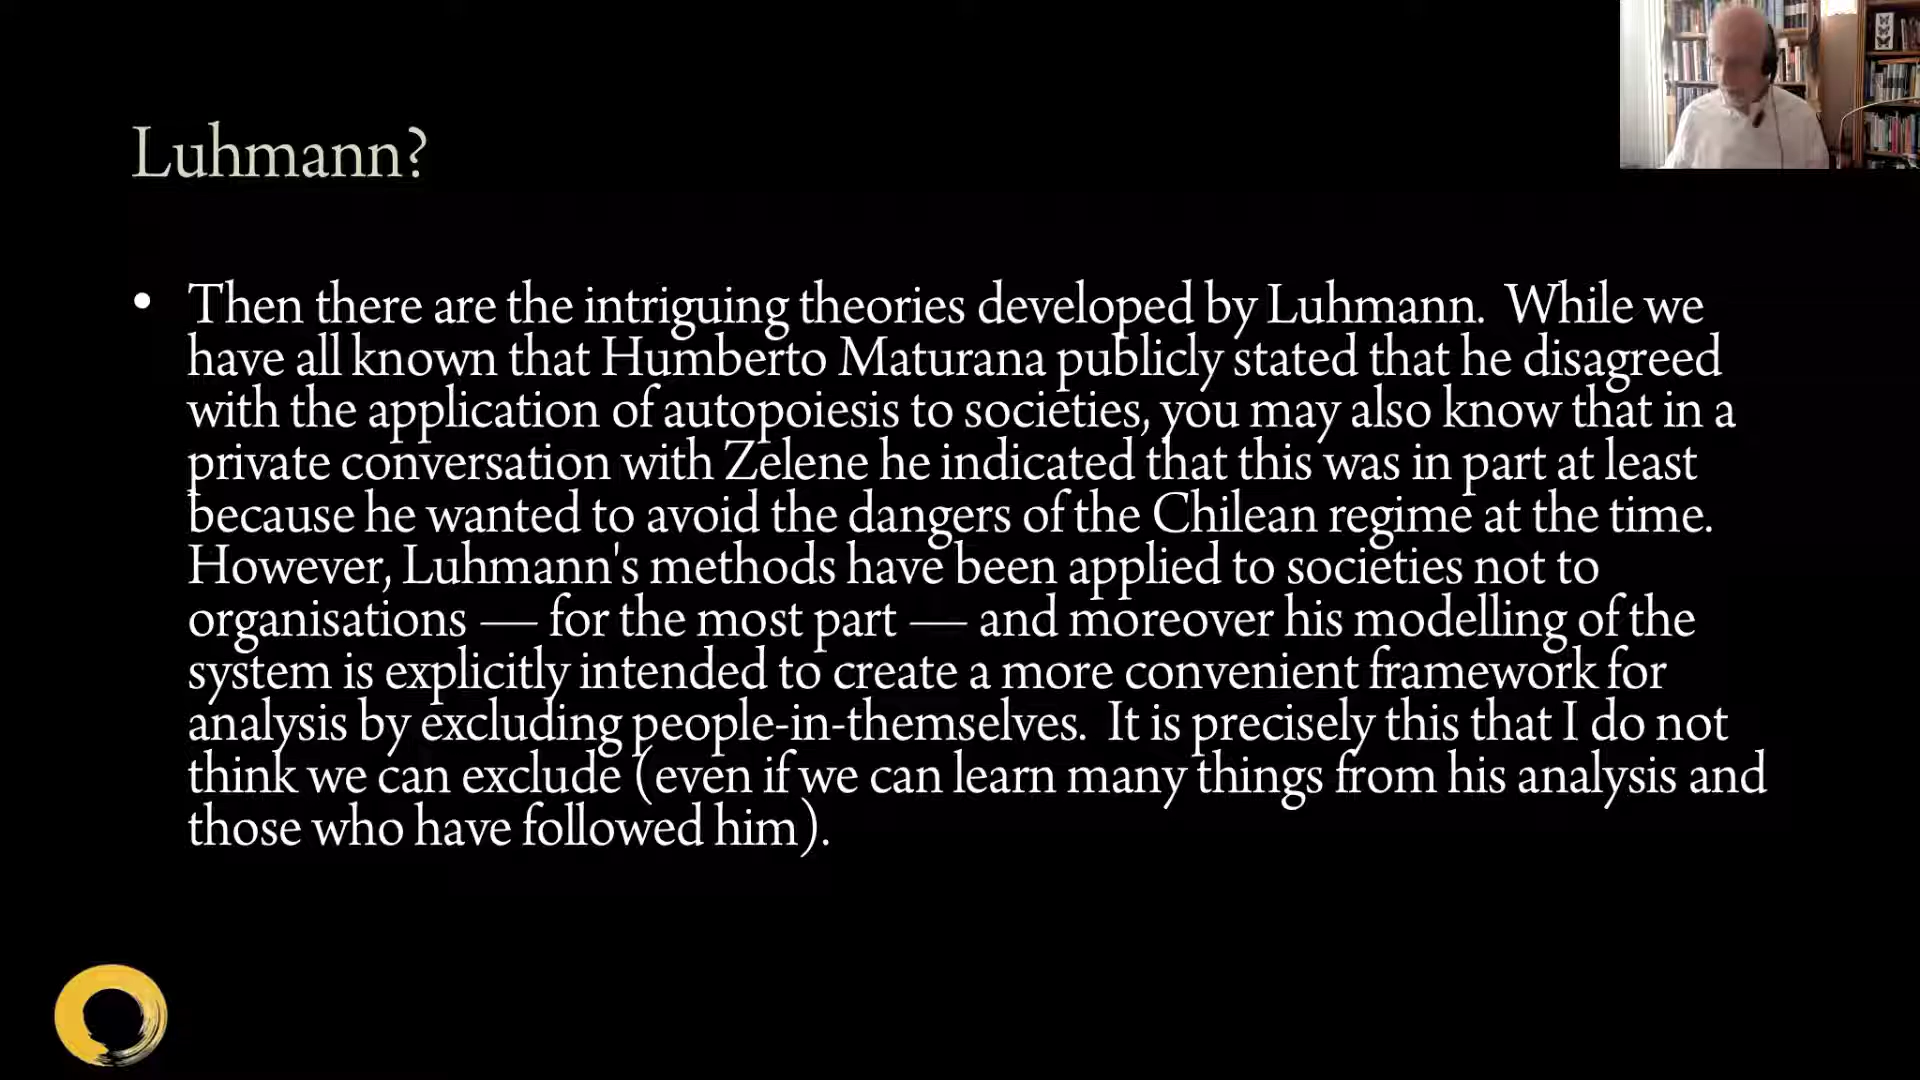 Luhmann?
• Then there are the intriguing theories developed by Luhmann.  While we
have all known that Humberto Maturana publicly stated that he disagreed
with the application of autopoiesis to societies, you may also know that in a
private conversation with Zelene he indicated that this was in part at least
because he wanted to avoid the dangers of the Chilean regime at the time.
However, Luhmann's methods have been applied to societies not to
organisations — for the most part — and moreover his modelling of the
system is explicitly intended to create a more convenient framework for
analysis by excluding people-in-themselves.  It is precisely this that I do not
think we can exclude (even if we can learn many things from his analysis and
those who have followed him).